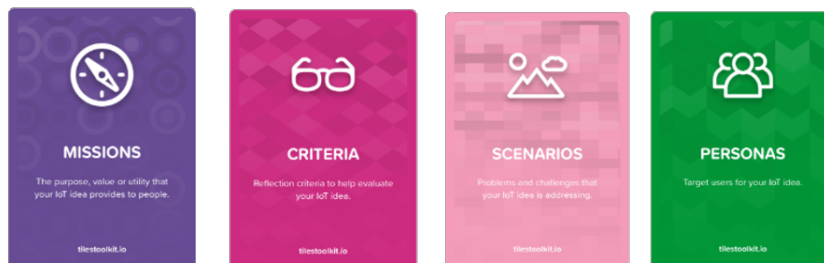 MISSIONS
The purpose, value or utility that
your IoT idea provides to people.
tilestoolkit.io
CRITERIA
Reflection criteria to help evaluate
your IoT idea.
tilestoolkit.io
SCENARIOS
Problems and challenges that
your IoT idea is addressing.
tilestoolkit.io
PERSONAS
Target users for your IoT idea.
tilestoolkit.io